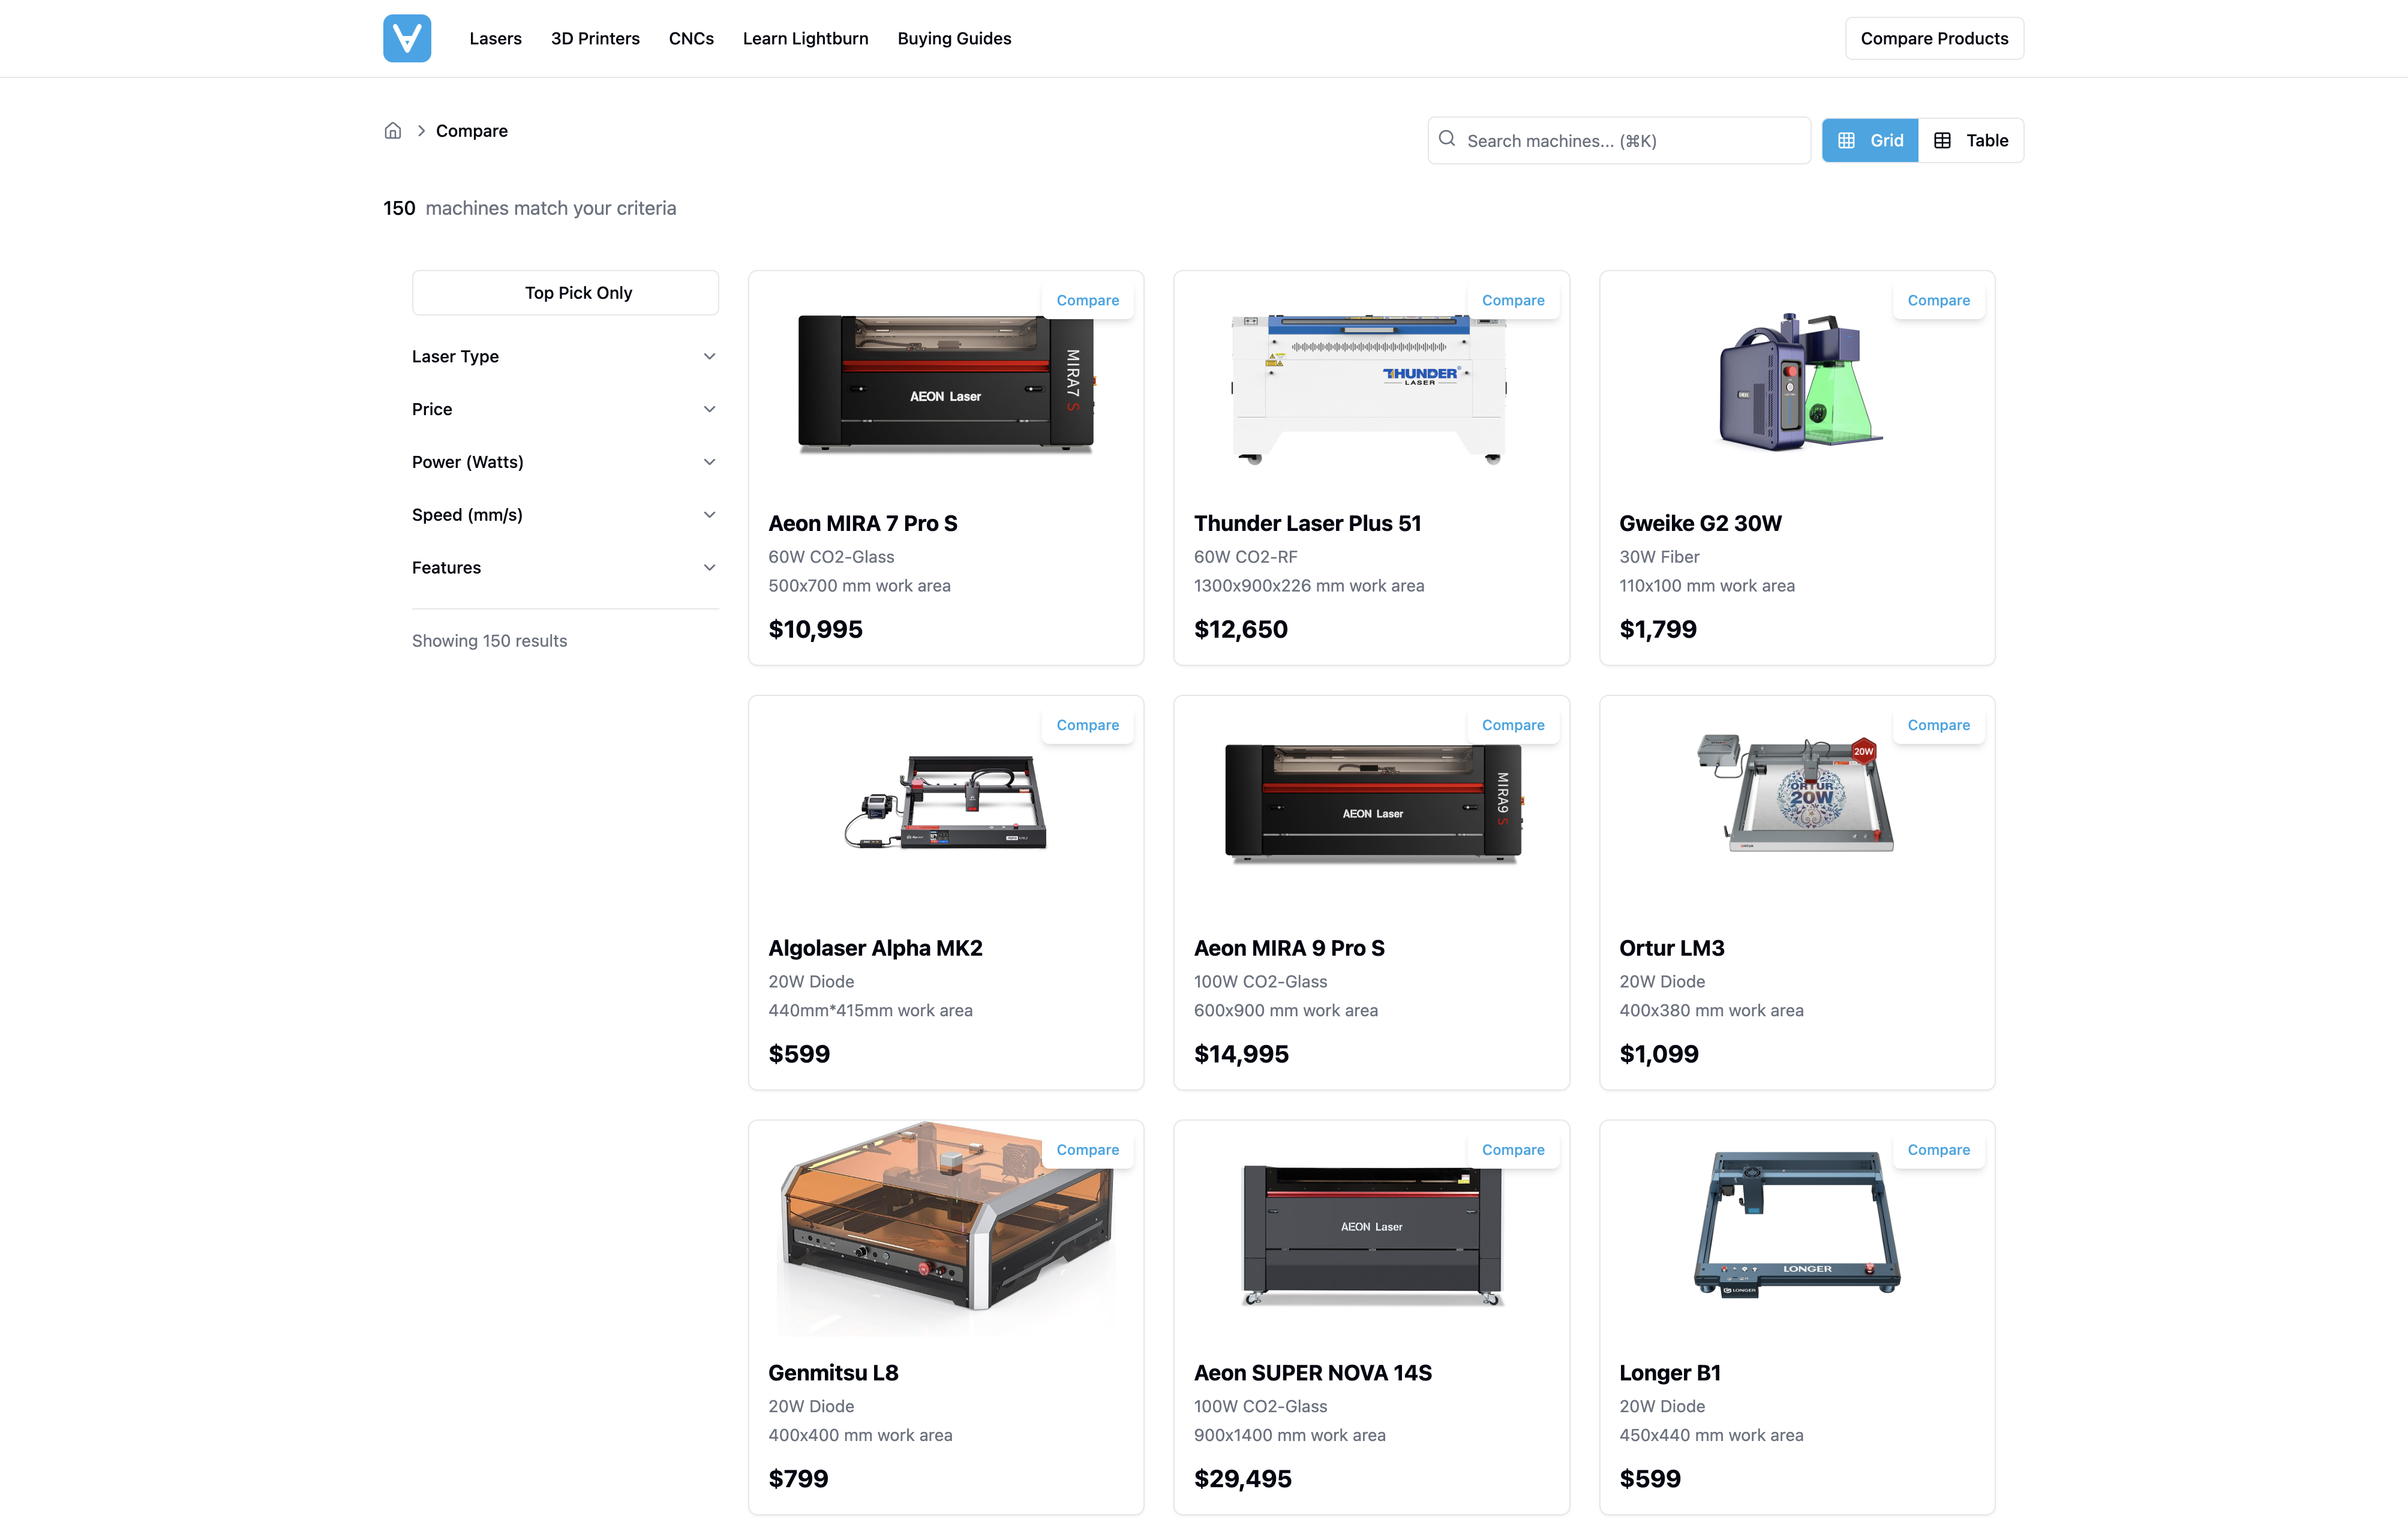 Lasers
3D Printers
CNCs
Learn Lightburn
Buying Guides
Compare Products
Compare
Search machines... (⌘K)
Grid
Table
150 machines match your criteria
Top Pick Only
Laser Type
Price
Power (Watts)
Speed (mm/s)
Features
Showing 150 results
Compare
AEON Laser
MIRA7 S
Aeon MIRA 7 Pro S
60W CO2-Glass
500x700 mm work area
$10,995
Compare
THUNDER
LASER
Thunder Laser Plus 51
60W CO2-RF
1300x900x226 mm work area
$12,650
Compare
Gweike G2 30W
30W Fiber
110x100 mm work area
$1,799
Compare
Algolaser Alpha MK2
20W Diode
440mm*415mm work area
$599
Compare
AEON Laser
MIRA9 S
Aeon MIRA 9 Pro S
100W CO2-Glass
600x900 mm work area
$14,995
Compare
20W
ORTUR
20W
Ortur LM3
20W Diode
400x380 mm work area
$1,099
Compare
Genmitsu L8
20W Diode
400x400 mm work area
$799
Compare
AEON Laser
Aeon SUPER NOVA 14S
100W CO2-Glass
900x1400 mm work area
$29,495
Compare
LONGER
LONGER
Longer B1
20W Diode
450x440 mm work area
$599